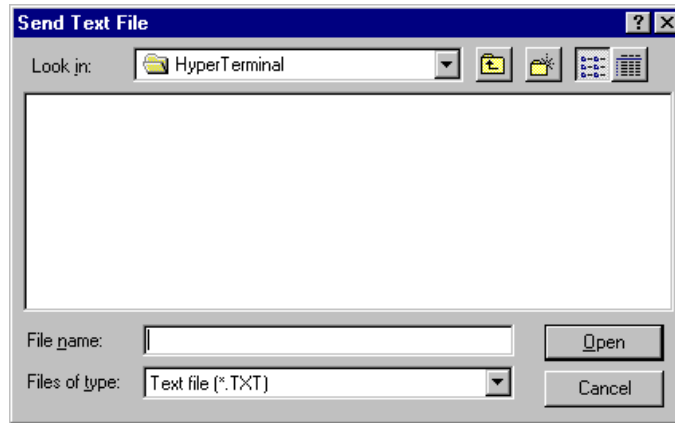 Send Text File
Look in: HyperTerminal
File name:
Open
Files of type: Text file (*.TXT)
Cancel